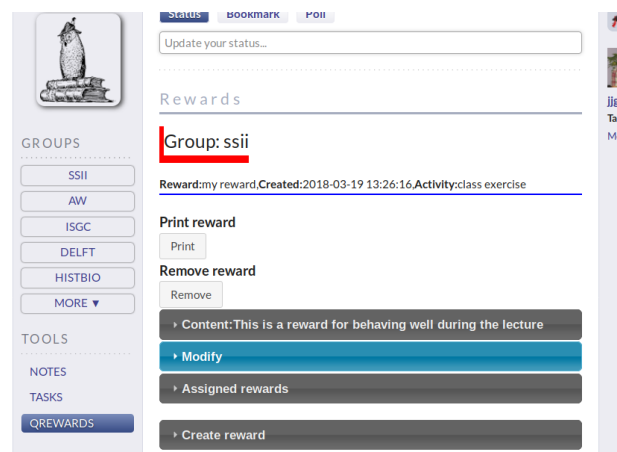 Status Bookmark Poll
Update your status...
Rewards
Group: ssii
Reward:my reward,Created:2018-03-19 13:26:16,Activity:class exercise
Print reward
Print
Remove reward
Remove
Content:This is a reward for behaving well during the lecture
Modify
Assigned rewards
Create reward
GROUPS
SSII
AW
ISGC
DELFT
HISTBIO
MORE ▼
TOOLS
NOTES
TASKS
QREWARDS